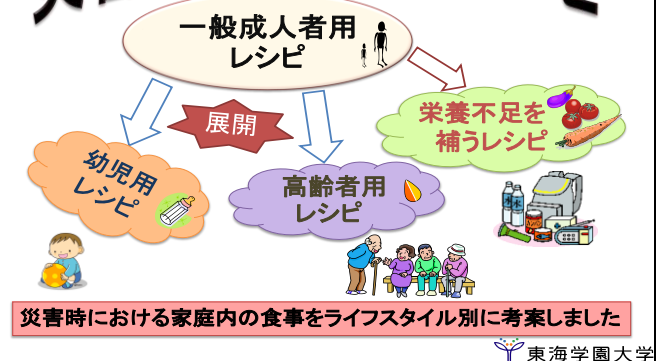 一般成人者用
レシピ
展開
栄養不足を
補うレシピ
幼児用
レシピ
高齢者用
レシピ
災害時における家庭内の食事をライフスタイル別に考案しました
東海学園大学